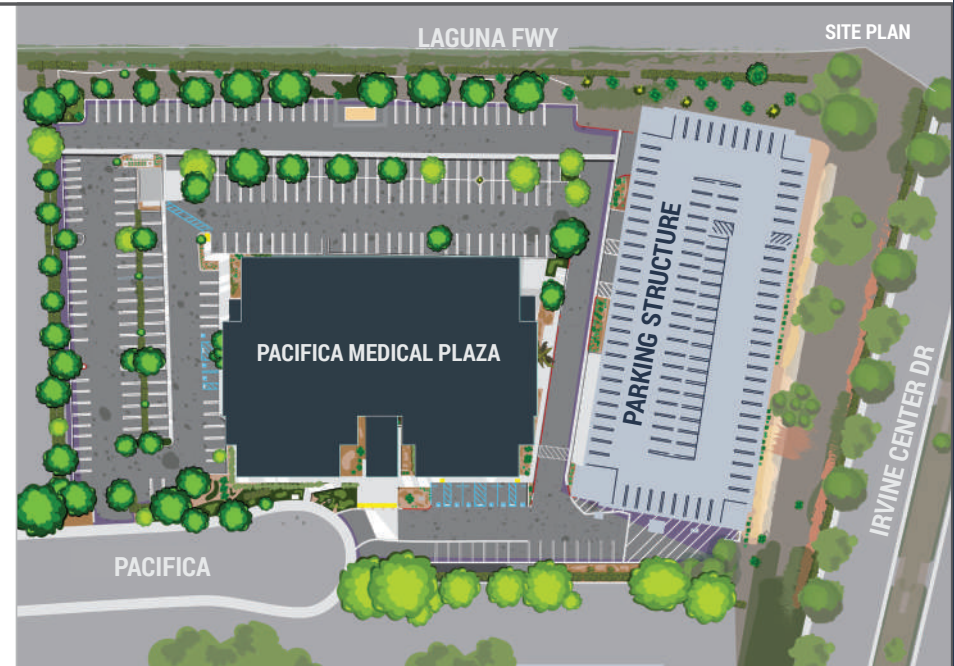 LAGUNA FWY
SITE PLAN
PACIFICA MEDICAL PLAZA
PARKING STRUCTURE
IRVINE CENTER DR
PACIFICA